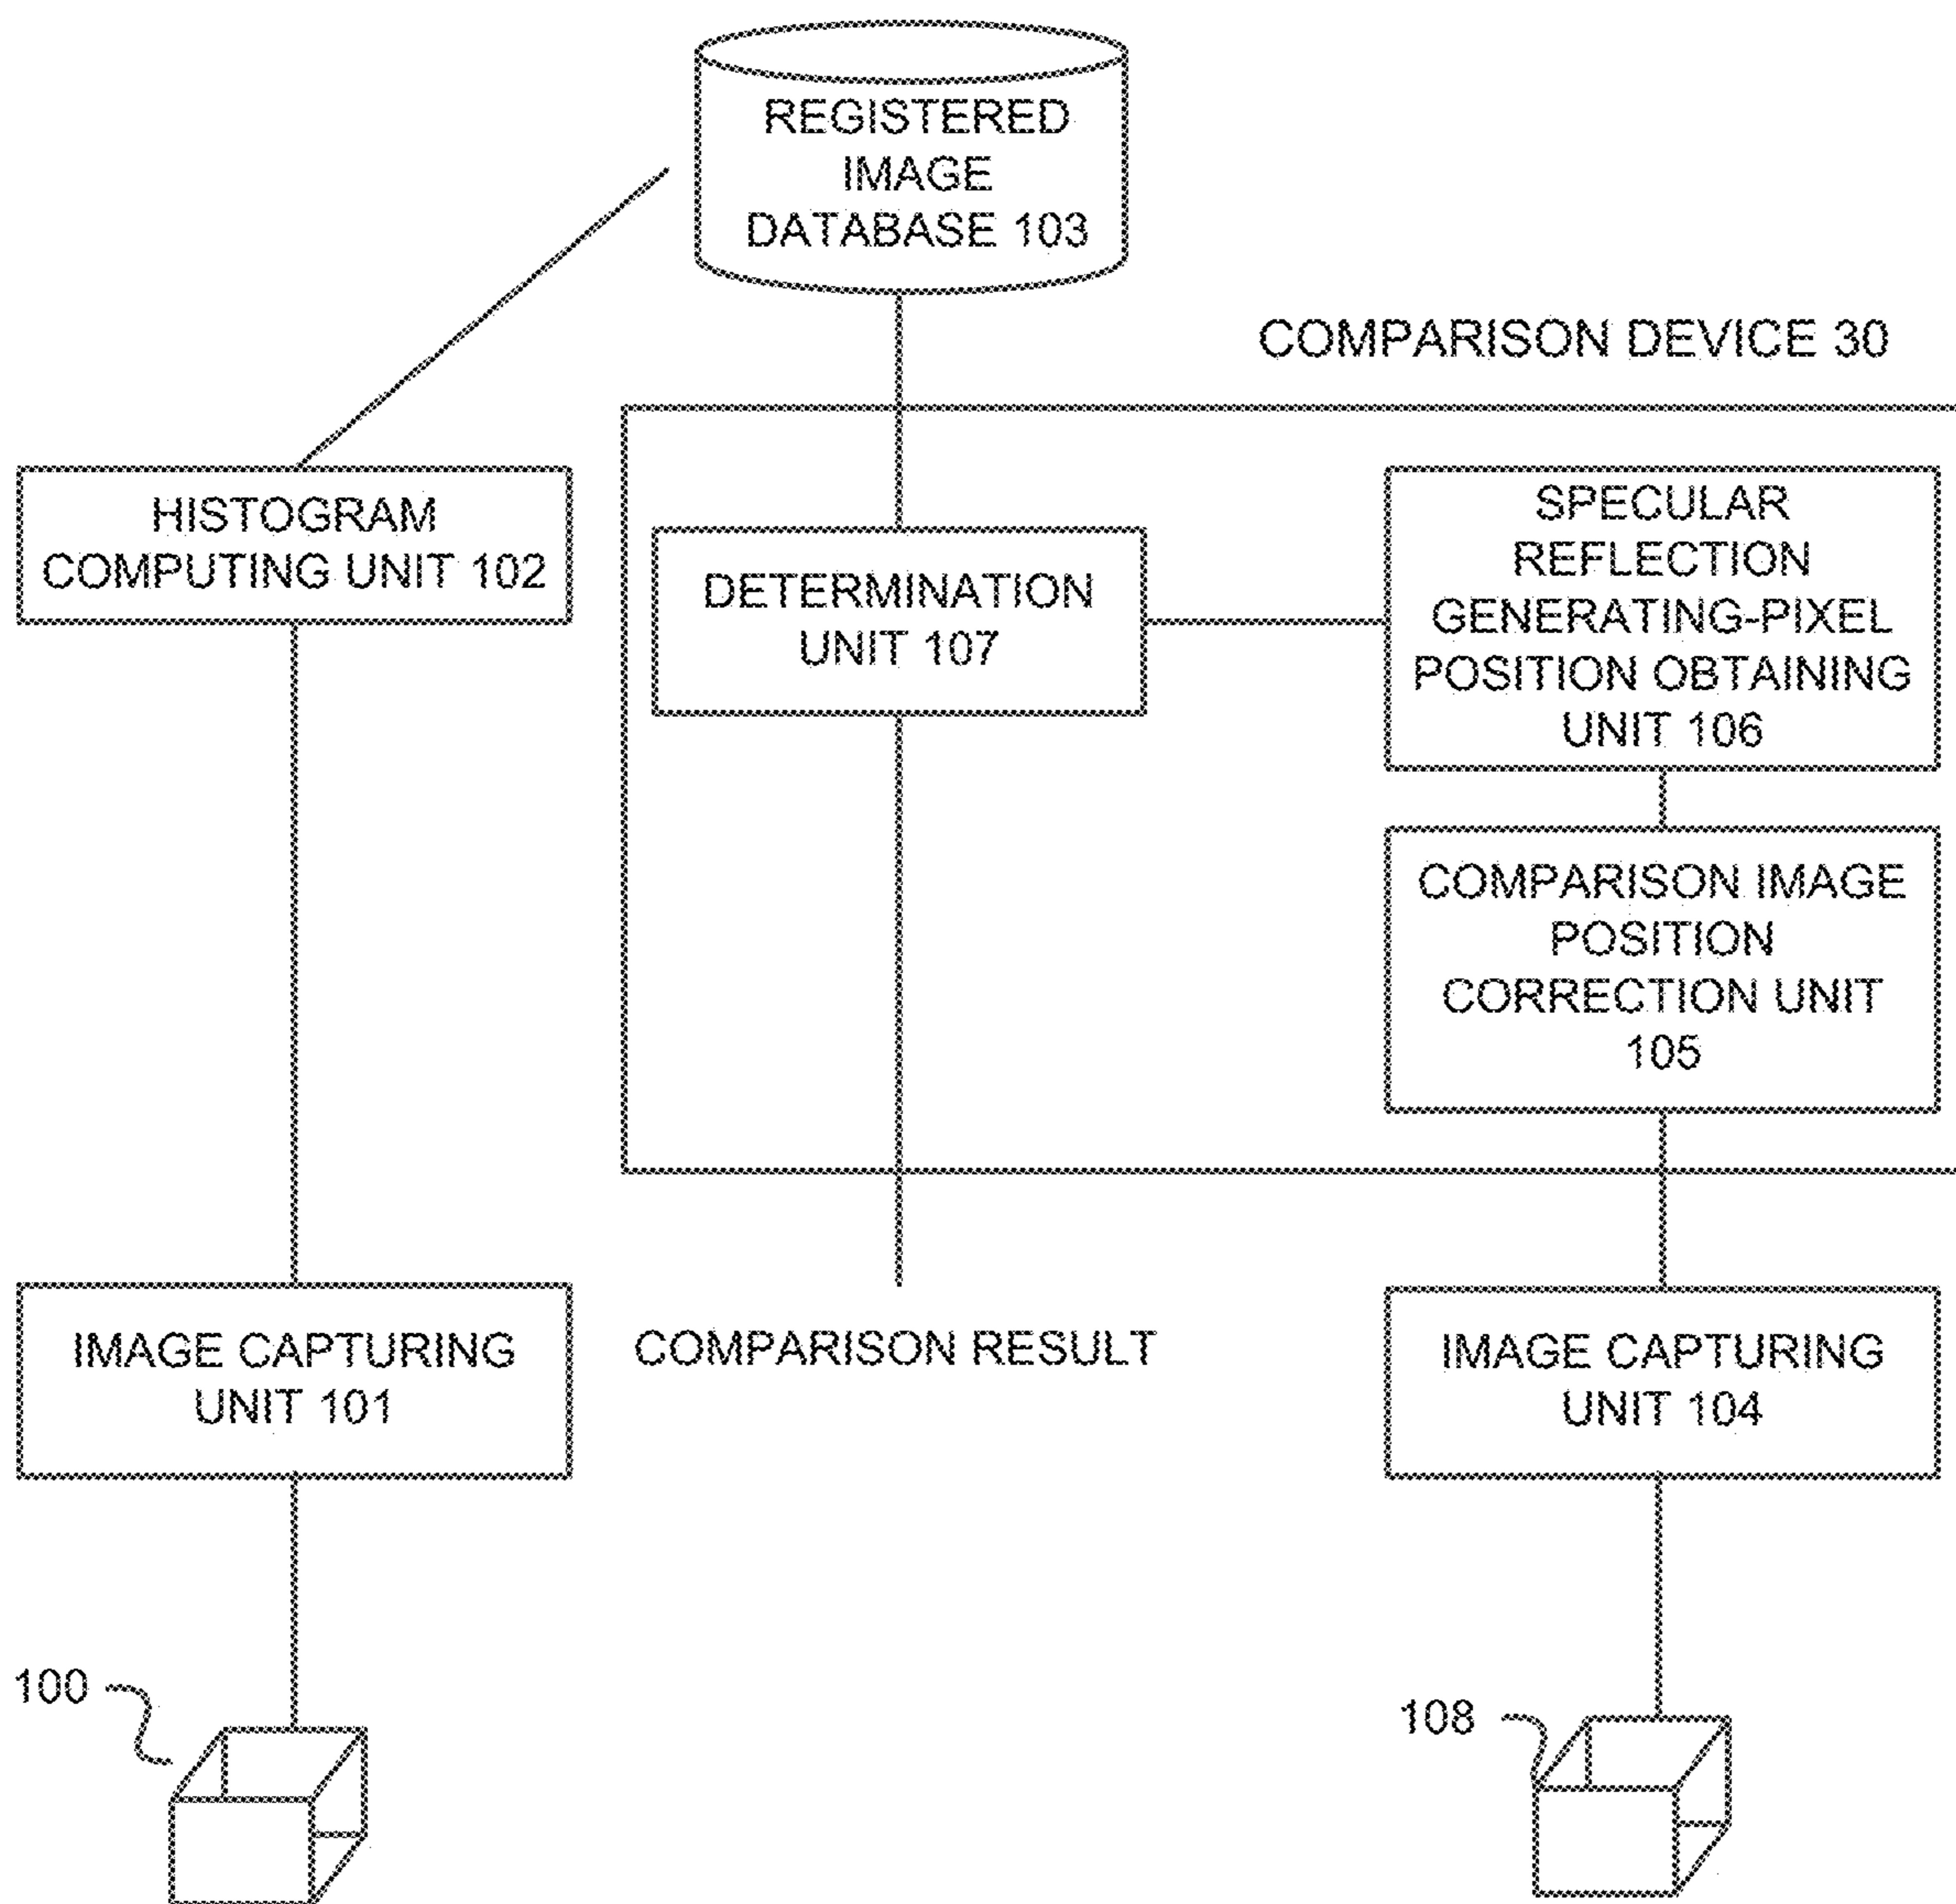 REGISTERED
IMAGE
DATABASE 103
COMPARISON DEVICE 30
HISTOGRAM
COMPUTING UNIT 102
DETERMINATION
UNIT 107
SPECULAR
REFLECTION
GENERATING-PIXEL
POSITION OBTAINING
UNIT 106
COMPARISON IMAGE
POSITION
CORRECTION UNIT
105
IMAGE CAPTURING
UNIT 101
COMPARISON RESULT
IMAGE CAPTURING
UNIT 104
100
108